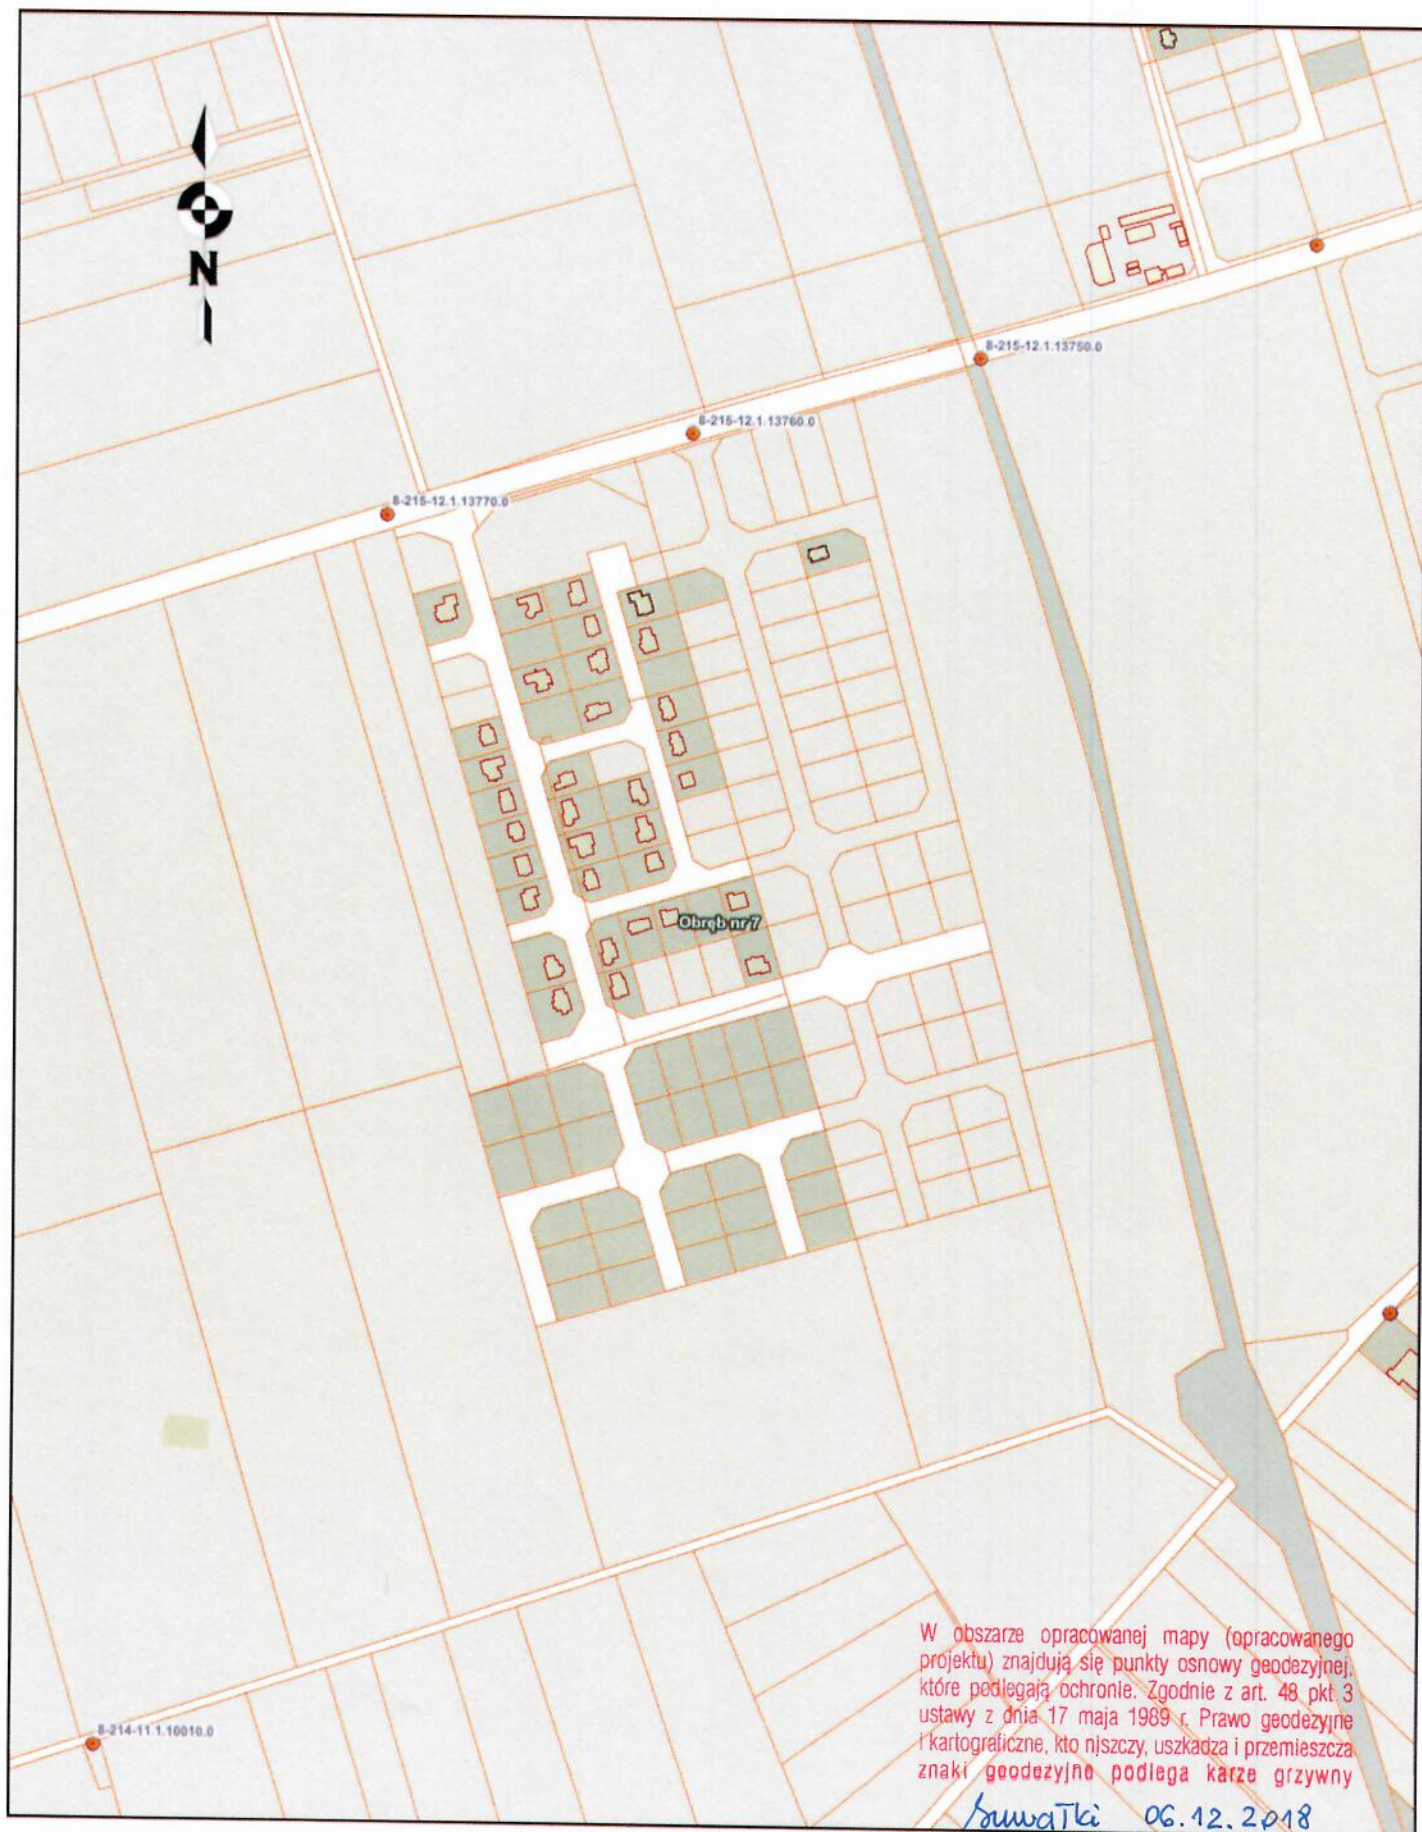 N
8-215-12.1.13750.0
8-215-12.1.13760.0
8-215-12.1.13770.0
Obręb nr 7
8-214-11.1.10010.0
W obszarze opracowanej mapy (opracowanego
projektu) znajdują się punkty osnowy geodezyjnej,
które podlegają ochronie. Zgodnie z art. 48 pkt 3
ustawy z dnia 17 maja 1989 r. Prawo geodezyjne
i kartograficzne, kto niszczy, uszkadza i przemieszcza
znaki geodezyjne podlega karze grzywny
Suwałki 06.12.2018